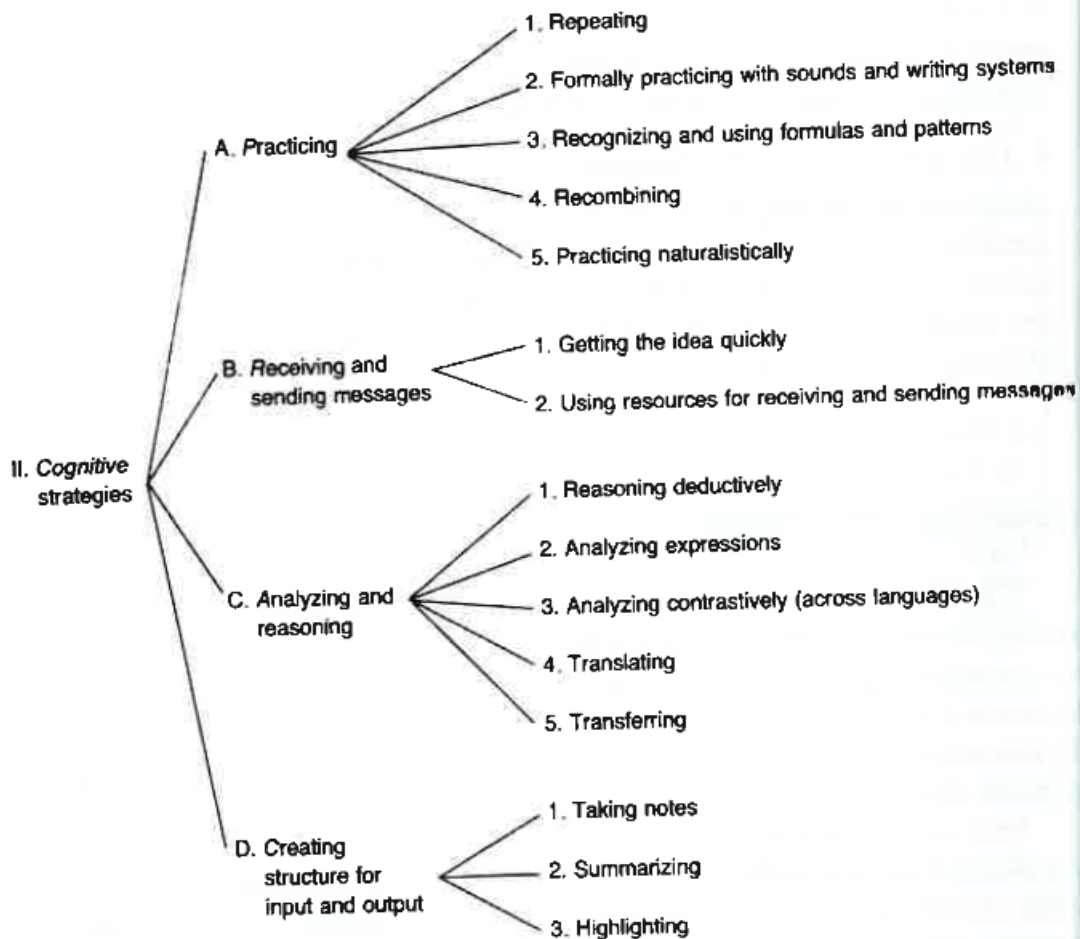 1. Repeating
2. Formally practicing with sounds and writing systems
A. Practicing
3. Recognizing and using formulas and patterns
4. Recombining
5. Practicing naturalistically
B. Receiving and
sending messages
1. Getting the idea quickly
2. Using resources for receiving and sending messages
II. Cognitive
strategies
1. Reasoning deductively
2. Analyzing expressions
C. Analyzing and
reasoning
3. Analyzing contrastively (across languages)
4. Translating
5. Transferring
D. Creating
structure for
input and output
1. Taking notes
2. Summarizing
3. Highlighting